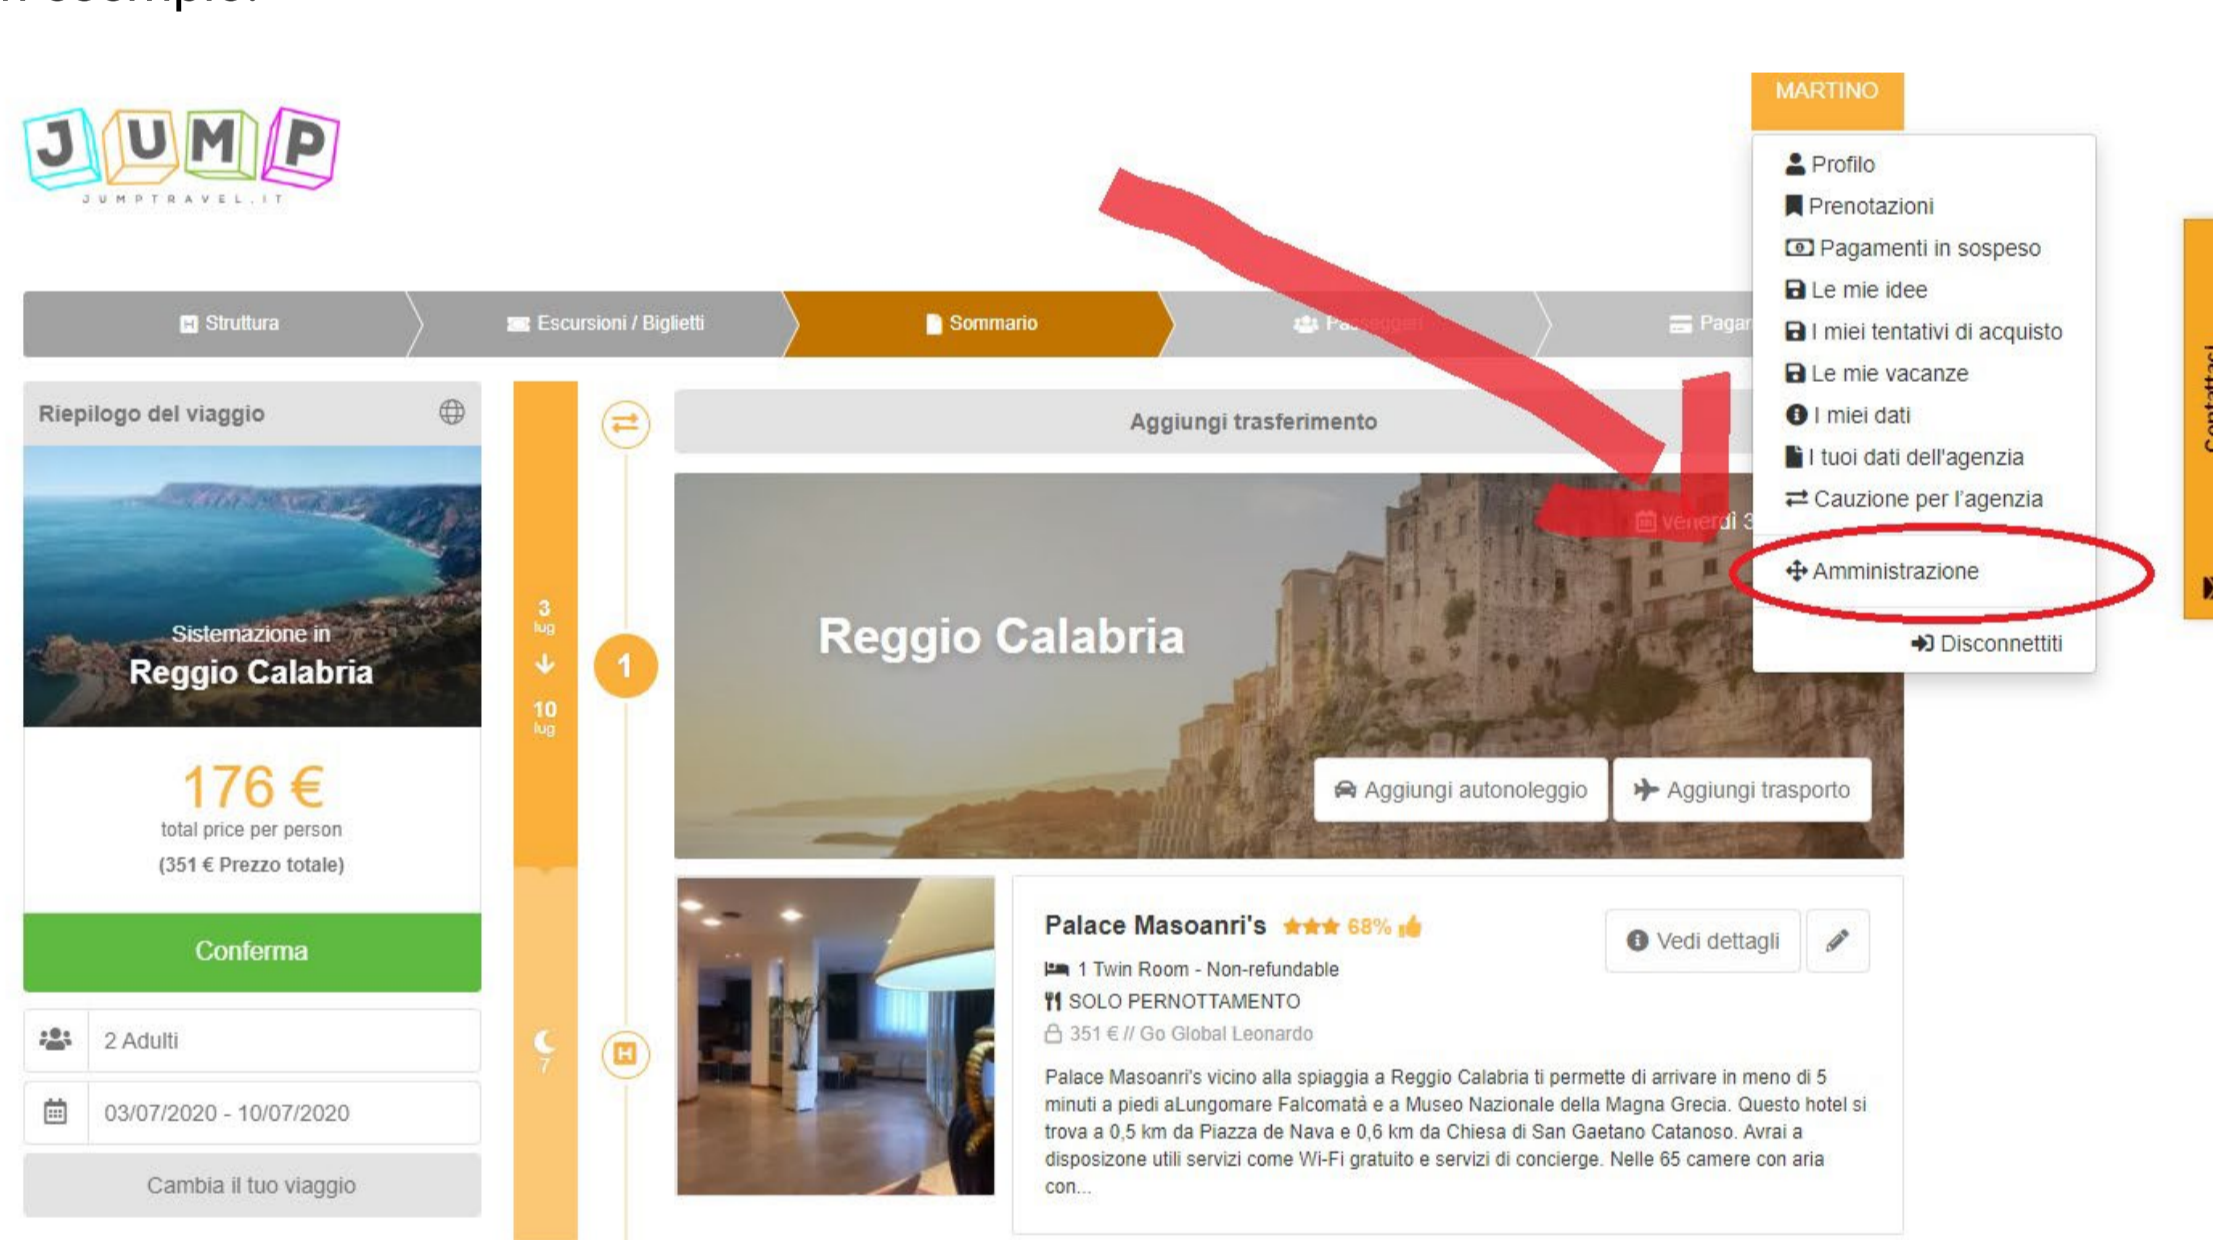 MARTINO
JUMP
JUMPTRAVEL.IT
Profilo
Prenotazioni
Pagamenti in sospeso
Le mie idee
I miei tentativi di acquisto
Le mie vacanze
I miei dati
I tuoi dati dell'agenzia
Cauzione per l'agenzia
Amministrazione
Disconnettiti
Contattaci
Struttura
Escursioni / Biglietti
Sommario
Passeggeri
Riepilogo del viaggio
Sistemazione in
Reggio Calabria
176 €
total price per person
(351 € Prezzo totale)
Conferma
2 Adulti
03/07/2020 - 10/07/2020
Cambia il tuo viaggio
3
lug
10
lug
7
1
H
Aggiungi trasferimento
venerdì 3
Reggio Calabria
Aggiungi autonoleggio
Aggiungi trasporto
Palace Masoanri's 68%
Vedi dettagli
1 Twin Room - Non-refundable
SOLO PERNOTTAMENTO
351 € // Go Global Leonardo
Palace Masoanri's vicino alla spiaggia a Reggio Calabria ti permette di arrivare in meno di 5
minuti a piedi aLungomare Falcomatà e a Museo Nazionale della Magna Grecia. Questo hotel si
trova a 0,5 km da Piazza de Nava e 0,6 km da Chiesa di San Gaetano Catanoso. Avrai a
disposizone utili servizi come Wi-Fi gratuito e servizi di concierge. Nelle 65 camere con aria
con...